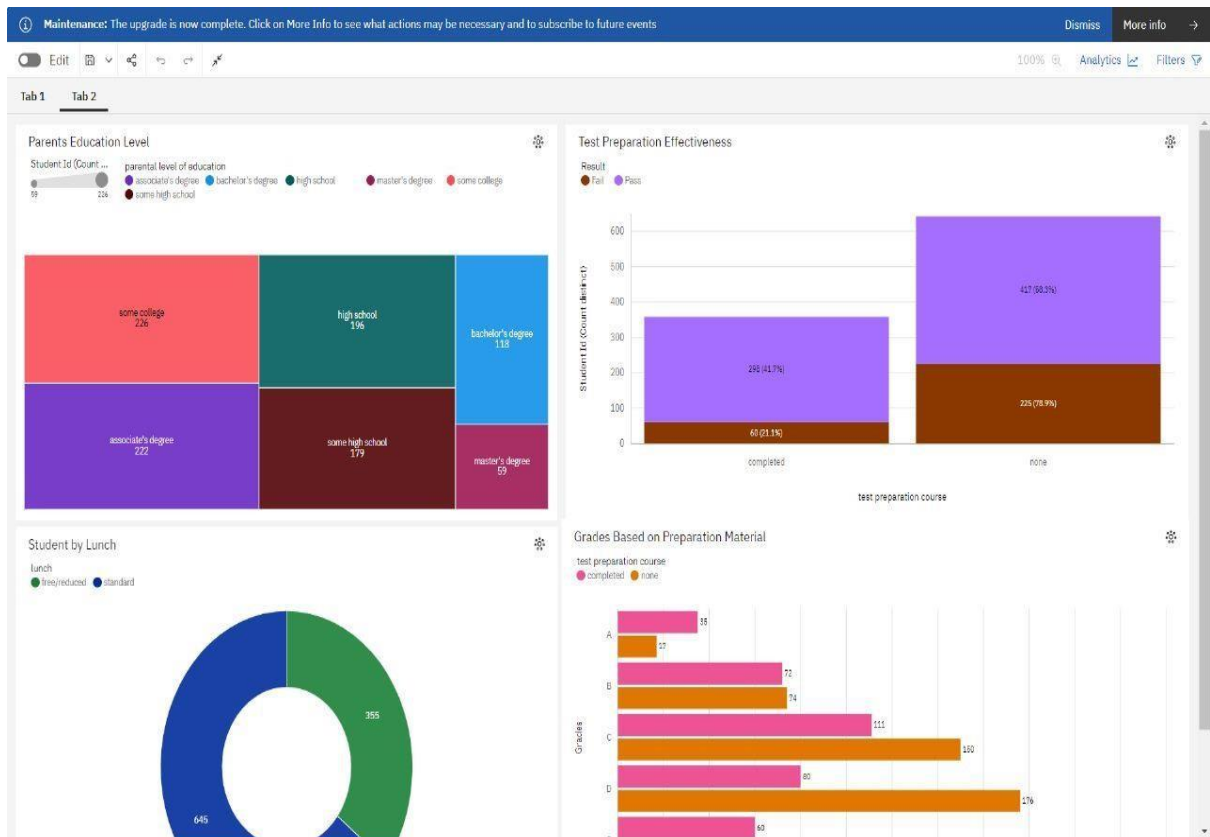 Maintenance: The upgrade is now complete. Click on More Info to see what actions may be necessary and to subscribe to future events
Dismiss
More info
Edit
100%
Analytics
Filters
Tab 1
Tab 2
Parents Education Level
Student Id (Count ...
59
226
parental level of education
associate's degree
bachelor's degree
high school
master's degree
some college
some high school
some college
226
high school
196
bachelor's degree
118
associate's degree
222
some high school
179
master's degree
59
Test Preparation Effectiveness
Result
Fail
Pass
Student Id (Count distinct)
600
500
400
300
200
100
0
298 (41.7%)
60 (21.1%)
417 (58.3%)
225 (78.9%)
completed
none
test preparation course
Student by Lunch
lunch
free/reduced
standard
355
645
Grades Based on Preparation Material
test preparation course
completed
none
Grades
A
35
17
B
72
74
C
111
150
D
80
176
60